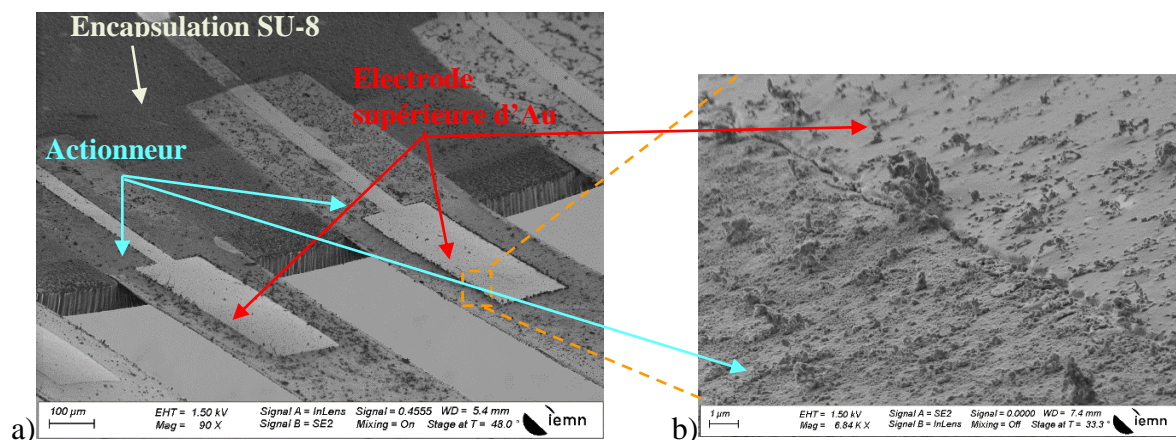 Encapsulation SU-8
Electrode
supérieure d'Au
Actionneur
a)
100 µm
EHT = 1.50 kV
Mag = 90 X
Signal A = InLens
Signal B = SE2
Signal = 0.4555
Mixing = On
WD = 5.4 mm
Stage at T = 48.0 °
iemn
b)
1 µm
EHT = 1.50 kV
Mag = 6.84 K X
Signal A = SE2
Signal B = InLens
Signal = 0.0000
Mixing = Off
WD = 7.4 mm
Stage at T = 33.3 °
iemn